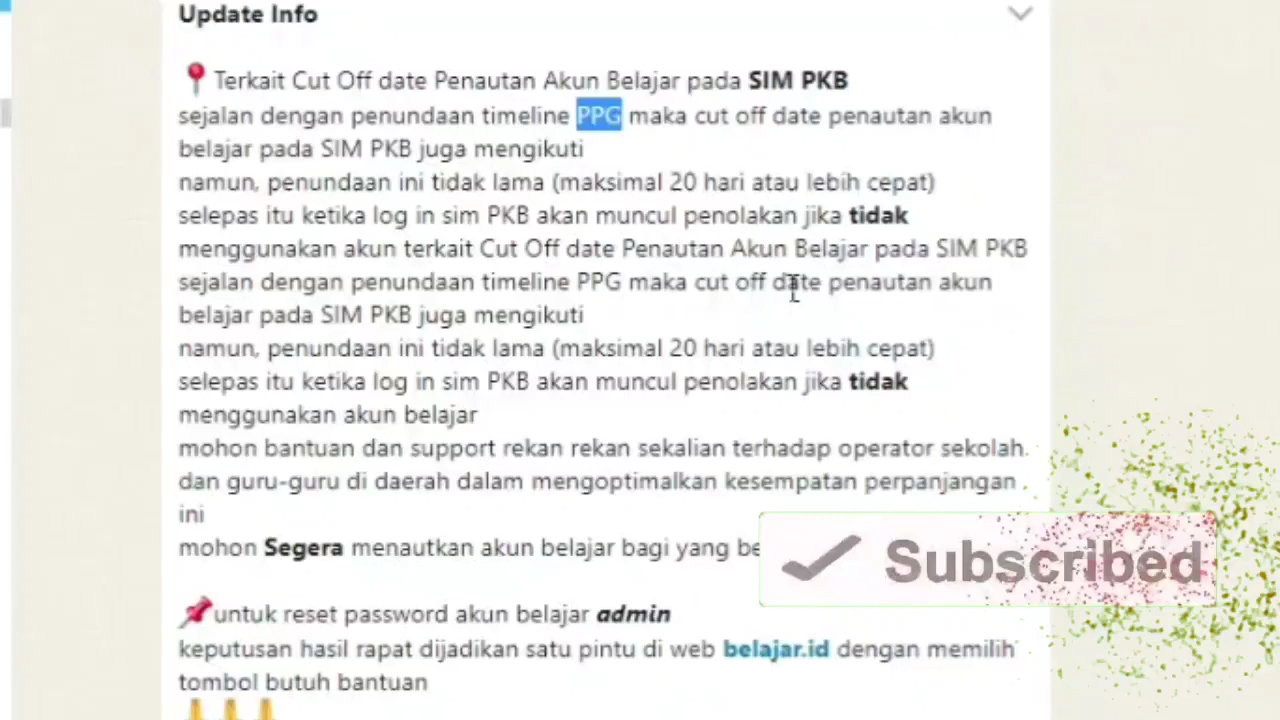 Update Info
Terkait Cut Off date Penautan Akun Belajar pada SIM PKB
sejalan dengan penundaan timeline PPG maka cut off date penautan akun
belajar pada SIM PKB juga mengikuti
namun, penundaan ini tidak lama (maksimal 20 hari atau lebih cepat)
selepas itu ketika log in sim PKB akan muncul penolakan jika tidak
menggunakan akun terkait Cut Off date Penautan Akun Belajar pada SIM PKB
sejalan dengan penundaan timeline PPG maka cut off date penautan akun
belajar pada SIM PKB juga mengikuti
namun, penundaan ini tidak lama (maksimal 20 hari atau lebih cepat)
selepas itu ketika log in sim PKB akan muncul penolakan jika tidak
menggunakan akun belajar
mohon bantuan dan support rekan rekan sekalian terhadap operator sekolah
dan guru-guru di daerah dalam mengoptimalkan kesempatan perpanjangan
ini
mohon Segera menautkan akun belajar bagi yang
Subscribed
untuk reset password akun belajar admin
keputusan hasil rapat dijadikan satu pintu di web belajar.id dengan memilih
tombol butuh bantuan